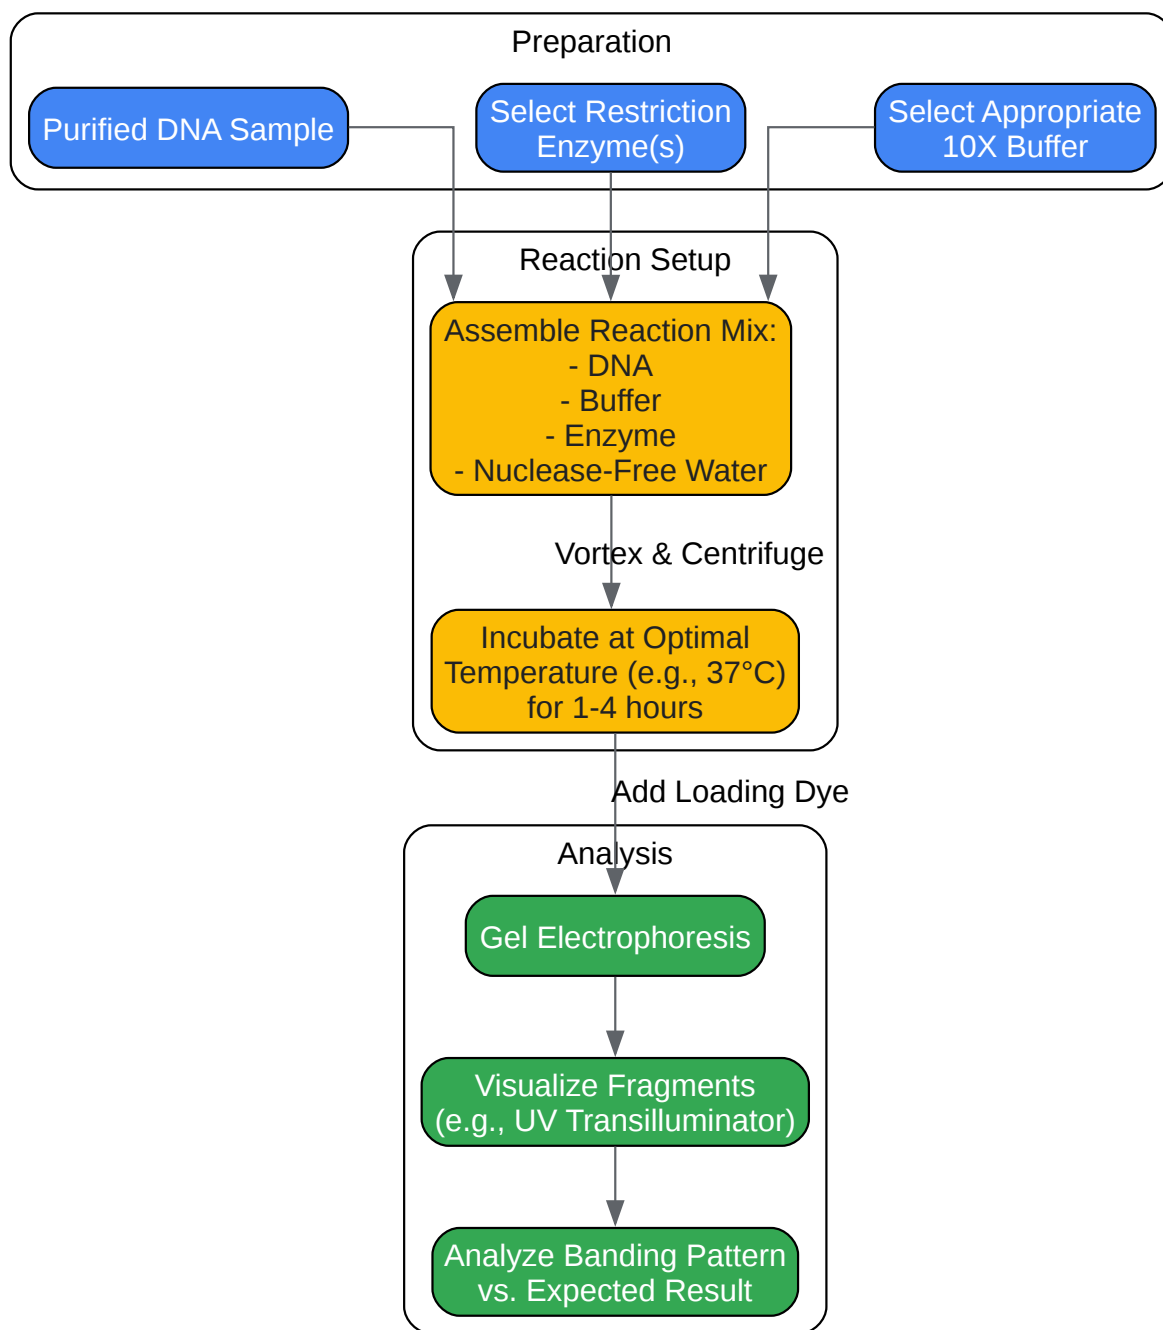 Preparation
Purified DNA Sample
Select Restriction
Enzyme(s)
Select Appropriate
10X Buffer
Reaction Setup
Assemble Reaction Mix:
- DNA
- Buffer
- Enzyme
- Nuclease-Free Water
Vortex & Centrifuge
Incubate at Optimal
Temperature (e.g., 37°C)
for 1-4 hours
Add Loading Dye
Analysis
Gel Electrophoresis
Visualize Fragments
(e.g., UV Transilluminator)
Analyze Banding Pattern
vs. Expected Result